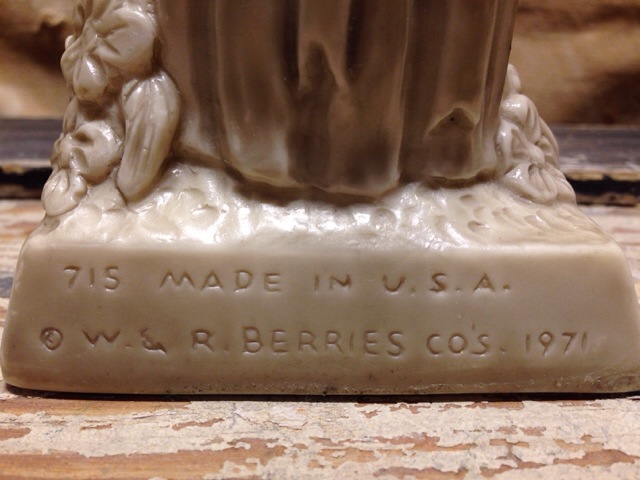 715 MADE IN U.S.A.
© W. & R. BERRIES CO'S. 1971